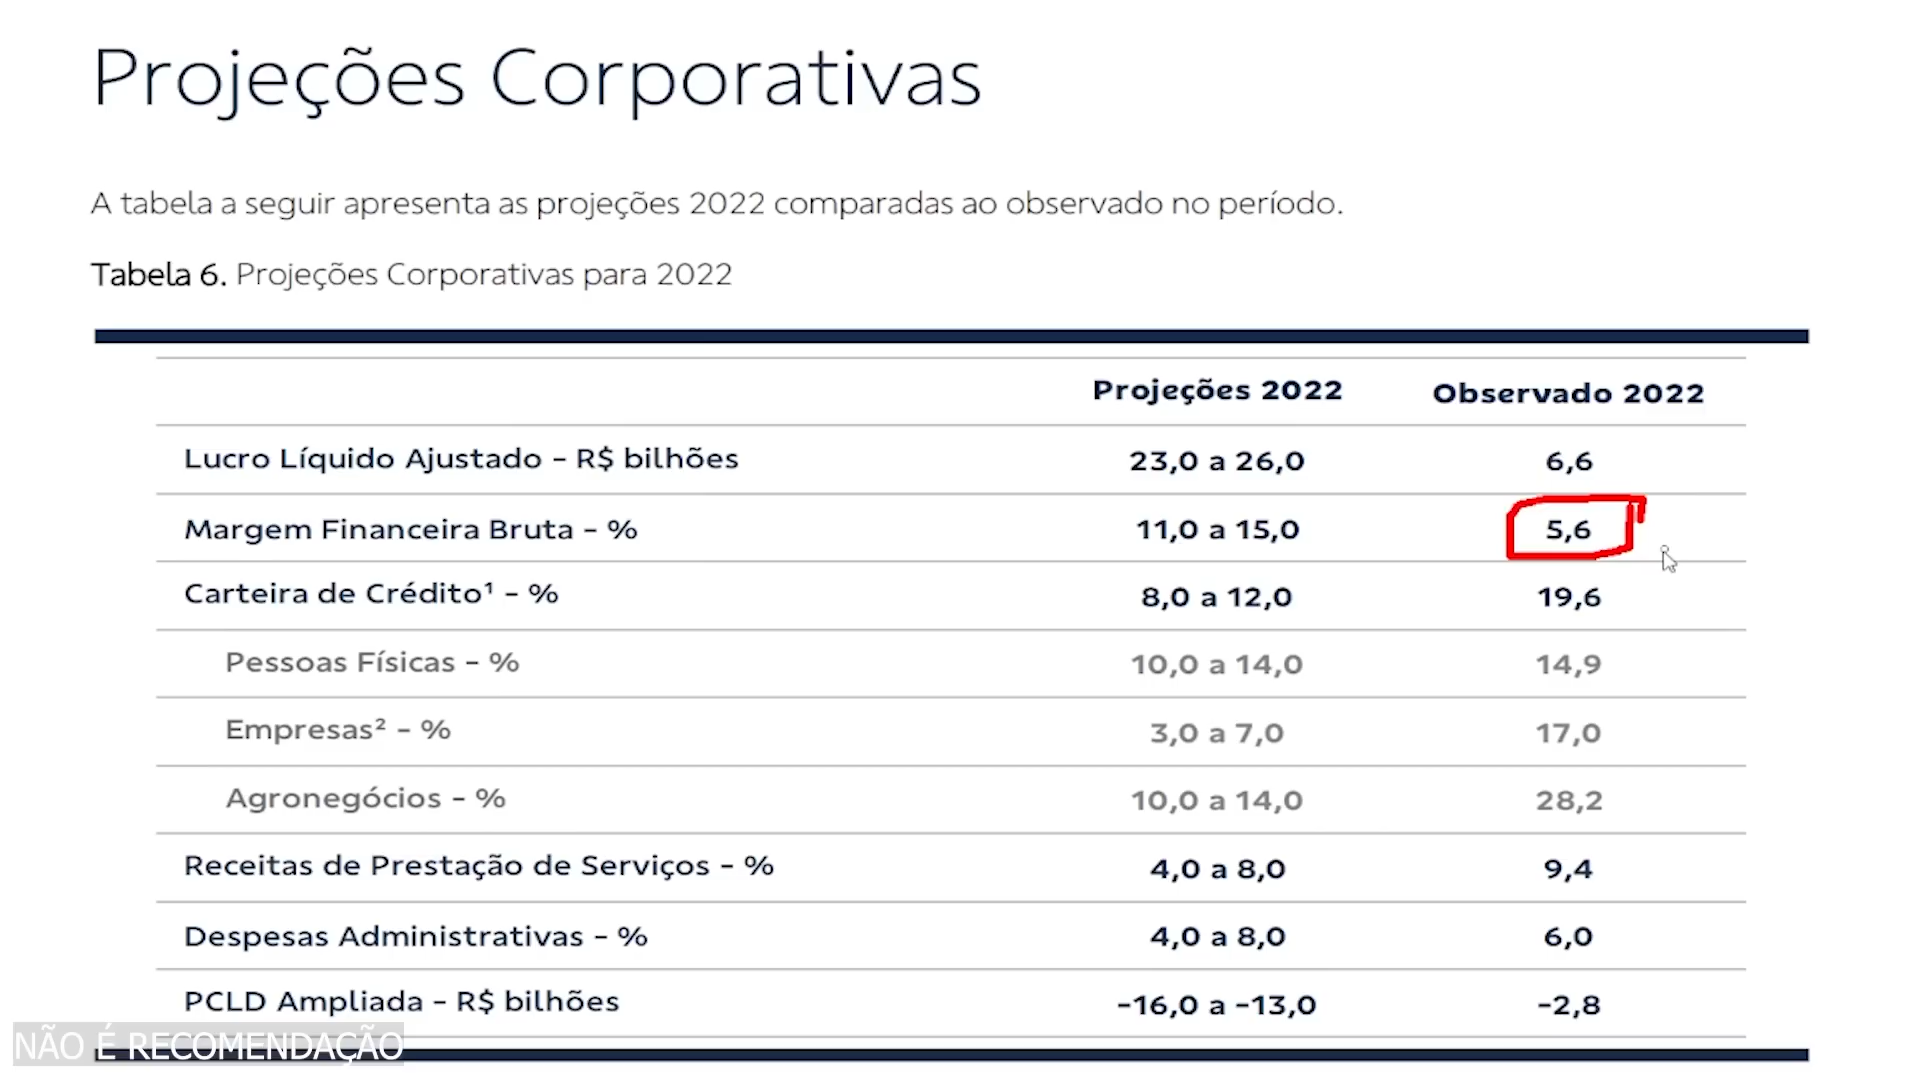 Projeções Corporativas
A tabela a seguir apresenta as projeções 2022 comparadas ao observado no período.
Tabela 6. Projeções Corporativas para 2022
Projeções 2022 Observado 2022
Lucro Líquido Ajustado - R$ bilhões 23,0 a 26,0 6,6
Margem Financeira Bruta - % 11,0 a 15,0 5,6
Carteira de Crédito¹ - % 8,0 a 12,0 19,6
Pessoas Físicas - % 10,0 a 14,0 14,9
Empresas² - % 3,0 a 7,0 17,0
Agronegócios - % 10,0 a 14,0 28,2
Receitas de Prestação de Serviços - % 4,0 a 8,0 9,4
Despesas Administrativas - % 4,0 a 8,0 6,0
PCLD Ampliada - R$ bilhões -16,0 a -13,0 -2,8
NÃO É RECOMENDAÇÃO